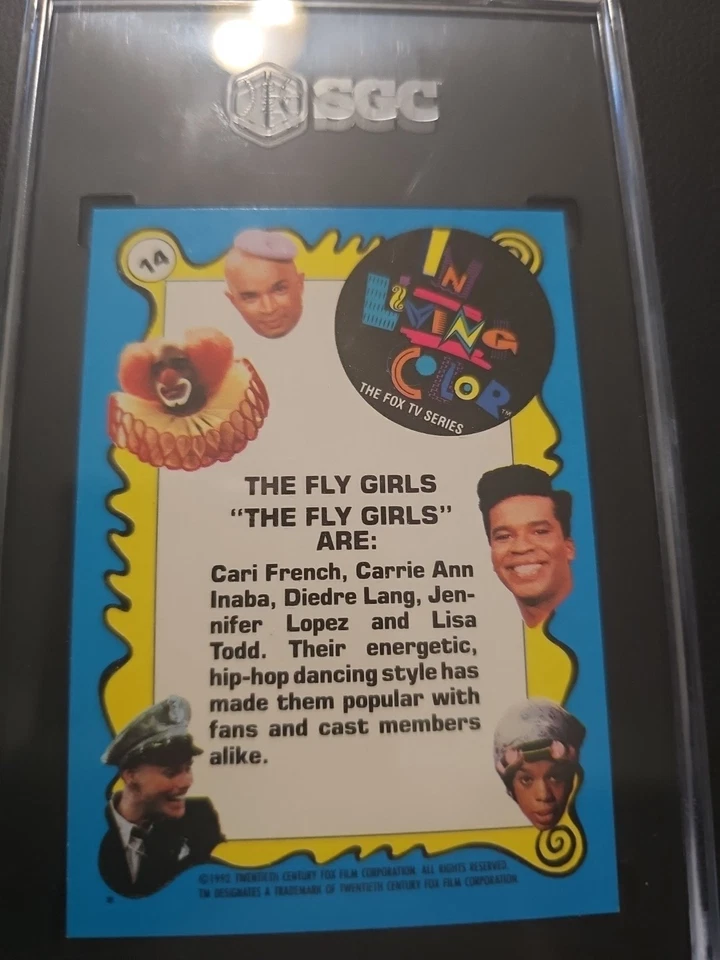 SGC
14
IN
LIVING
COLOR
TM
THE FOX TV SERIES
THE FLY GIRLS
“THE FLY GIRLS”
ARE:
Cari French, Carrie Ann
Inaba, Diedre Lang, Jen-
nifer Lopez and Lisa
Todd. Their energetic,
hip-hop dancing style has
made them popular with
fans and cast members
alike.
©1992 TWENTIETH CENTURY FOX FILM CORPORATION. ALL RIGHTS RESERVED.
TM DESIGNATES A TRADEMARK OF TWENTIETH CENTURY FOX FILM CORPORATION